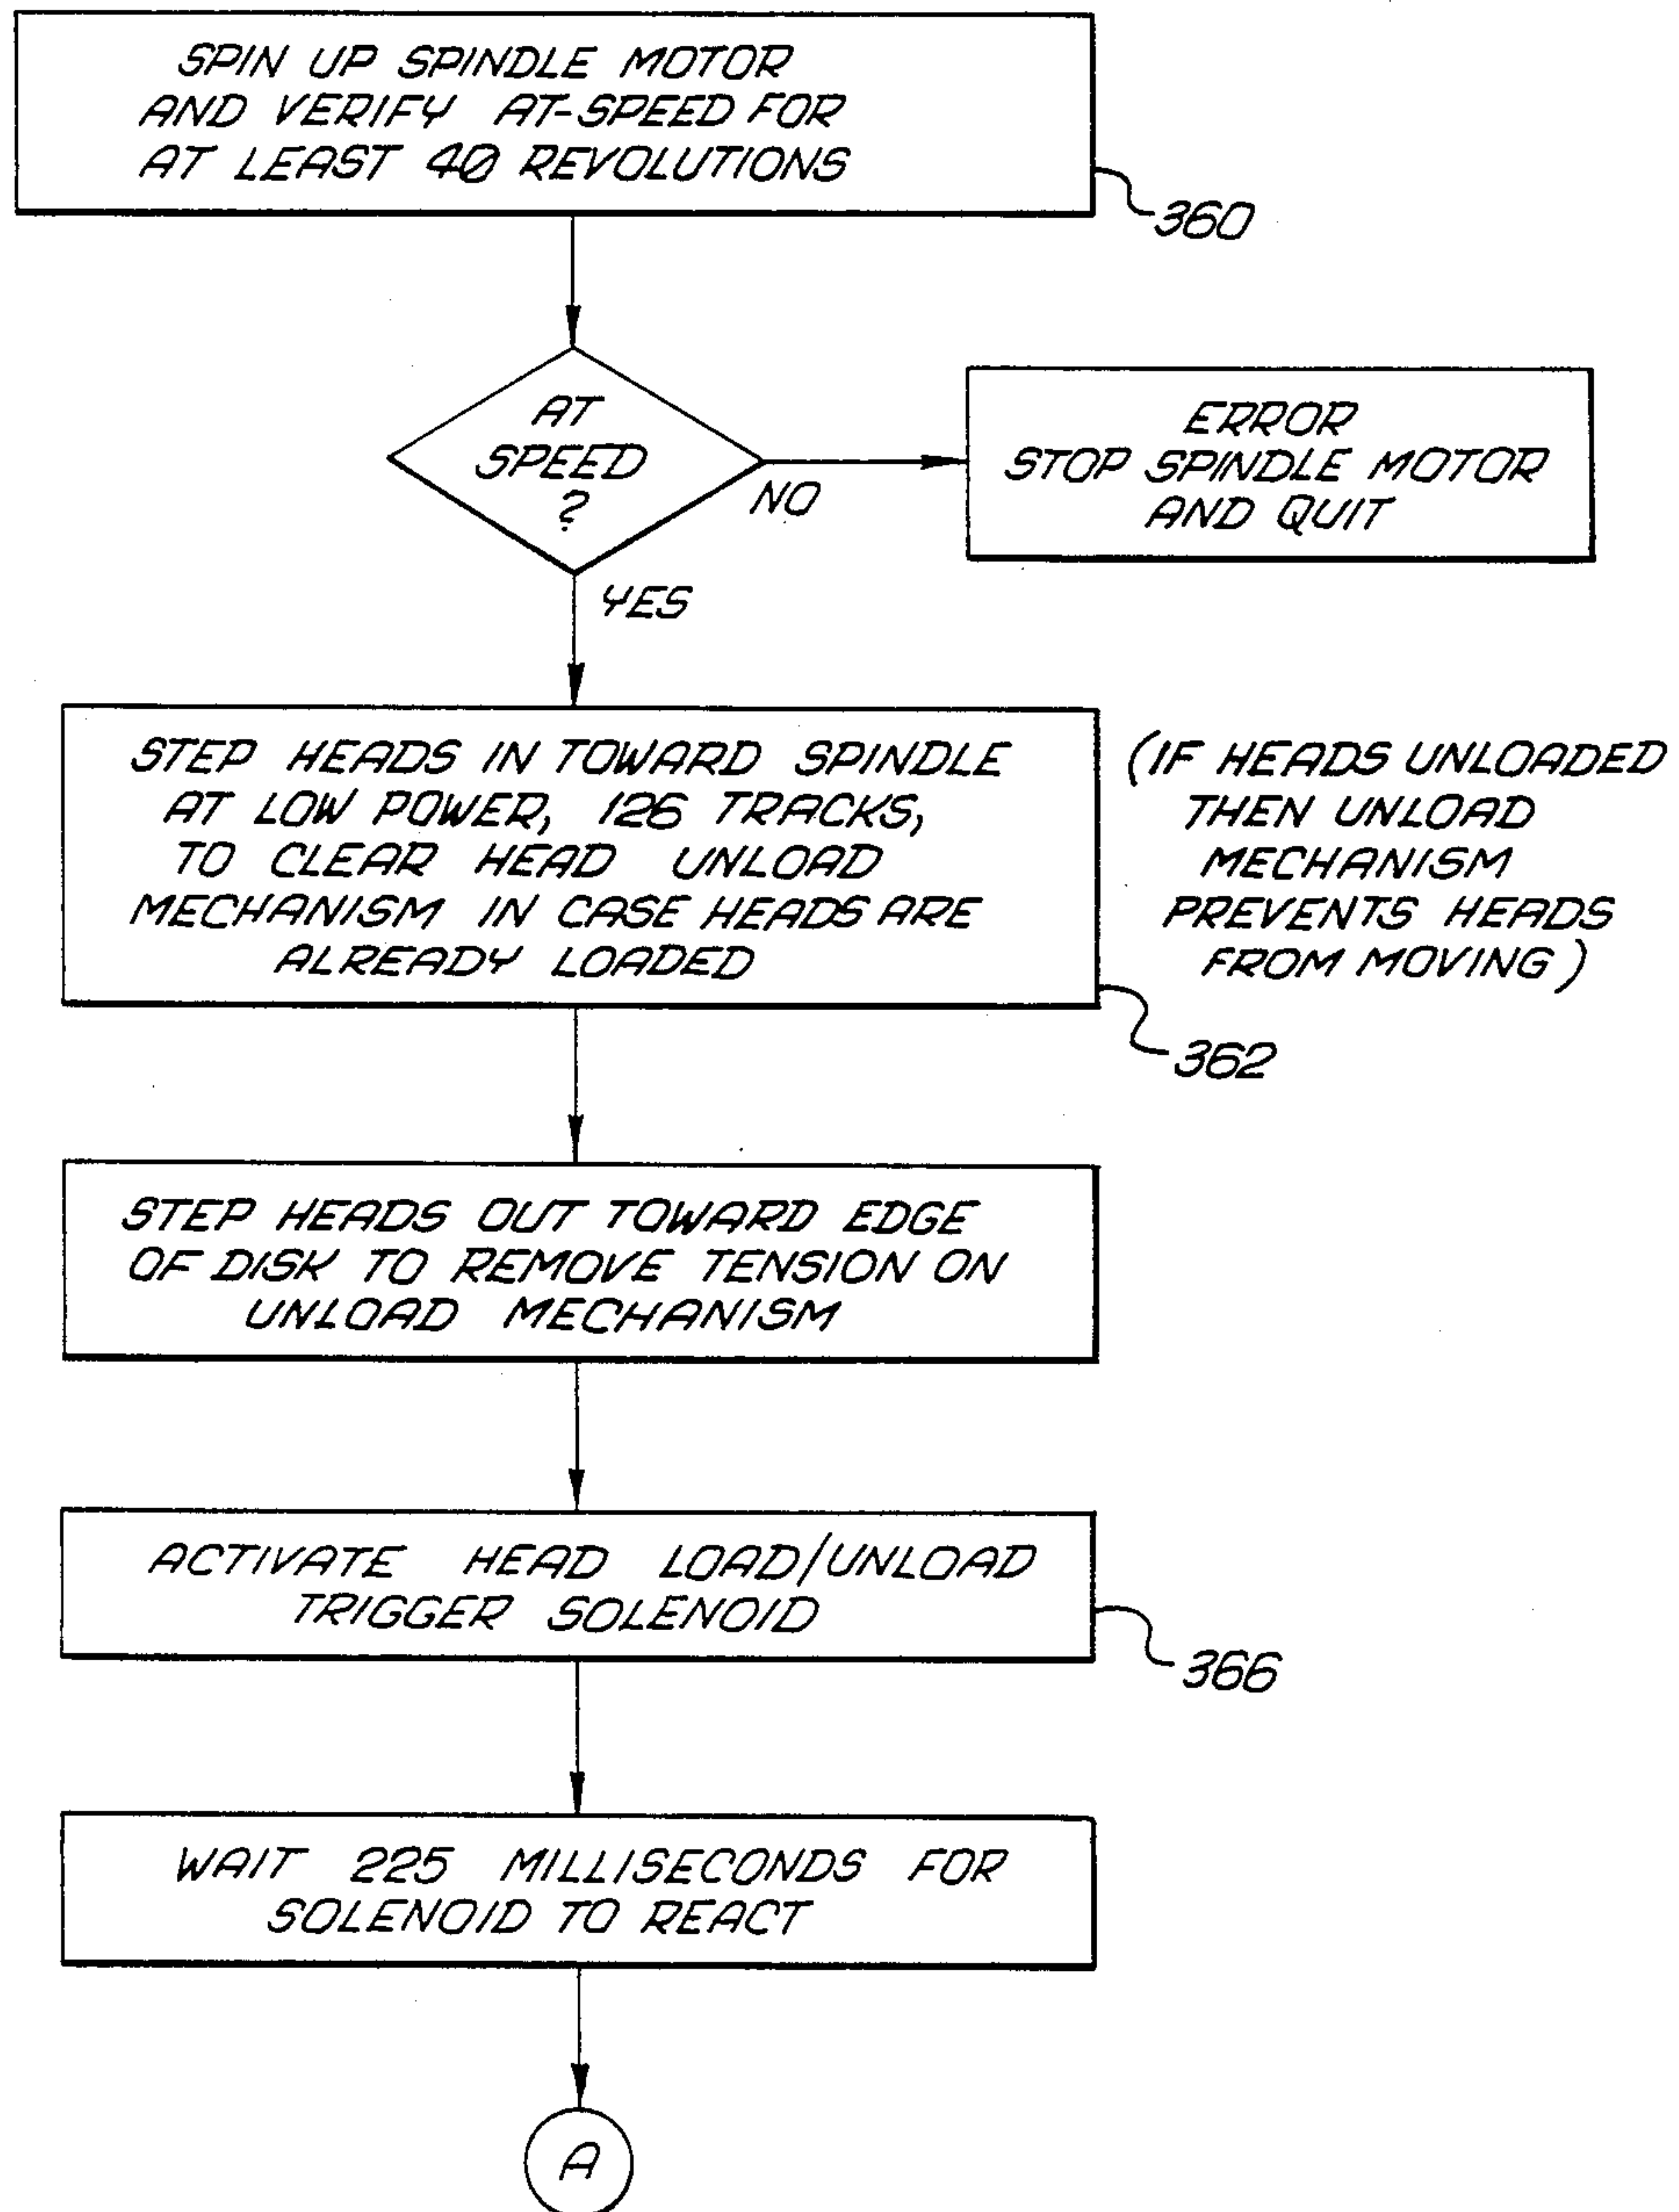 SPIN UP SPINDLE MOTOR
AND VERIFY AT-SPEED FOR
AT LEAST 40 REVOLUTIONS
360
AT
SPEED
?
NO
ERROR
STOP SPINDLE MOTOR
AND QUIT
YES
STEP HEADS IN TOWARD SPINDLE
AT LOW POWER, 126 TRACKS,
TO CLEAR HEAD UNLOAD
MECHANISM IN CASE HEADS ARE
ALREADY LOADED
(IF HEADS UNLOADED
THEN UNLOAD
MECHANISM
PREVENTS HEADS
FROM MOVING)
362
STEP HEADS OUT TOWARD EDGE
OF DISK TO REMOVE TENSION ON
UNLOAD MECHANISM
ACTIVATE HEAD LOAD/UNLOAD
TRIGGER SOLENOID
366
WAIT 225 MILLISECONDS FOR
SOLENOID TO REACT
A